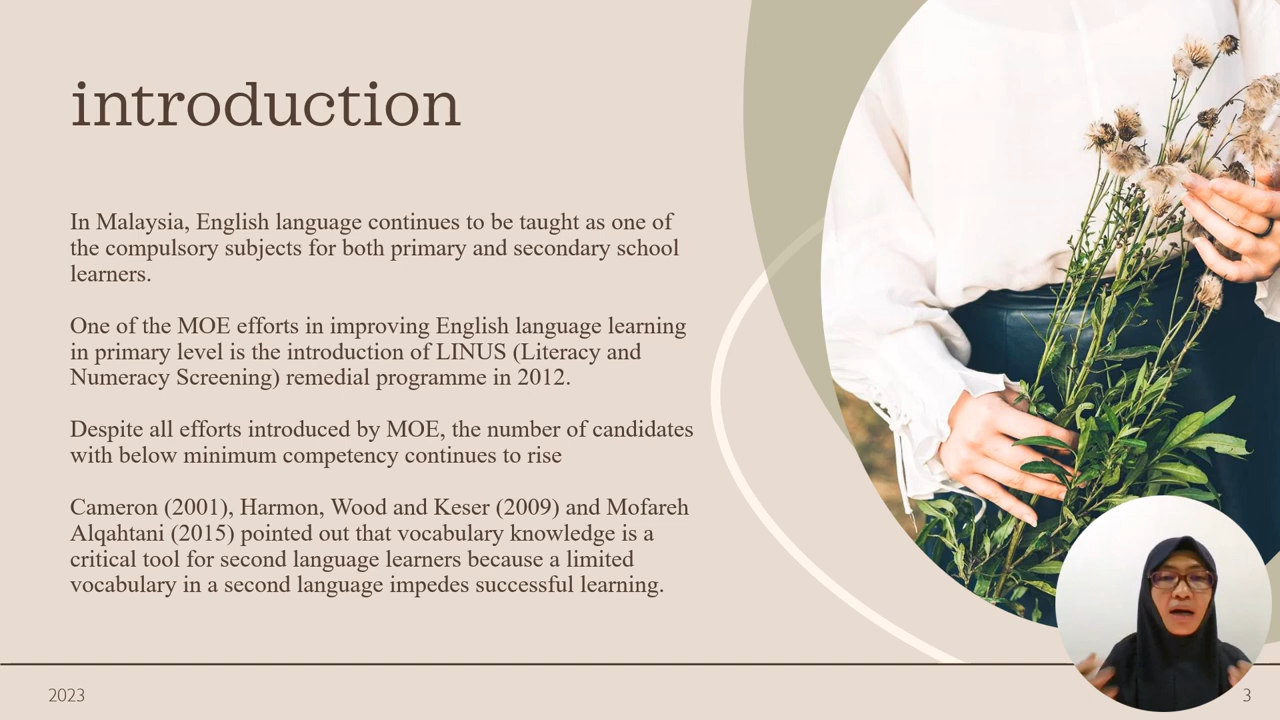 introduction
In Malaysia, English language continues to be taught as one of
the compulsory subjects for both primary and secondary school
learners.
One of the MOE efforts in improving English language learning
in primary level is the introduction of LINUS (Literacy and
Numeracy Screening) remedial programme in 2012.
Despite all efforts introduced by MOE, the number of candidates
with below minimum competency continues to rise
Cameron (2001), Harmon, Wood and Keser (2009) and Mofareh
Alqahtani (2015) pointed out that vocabulary knowledge is a
critical tool for second language learners because a limited
vocabulary in a second language impedes successful learning.
2023
3